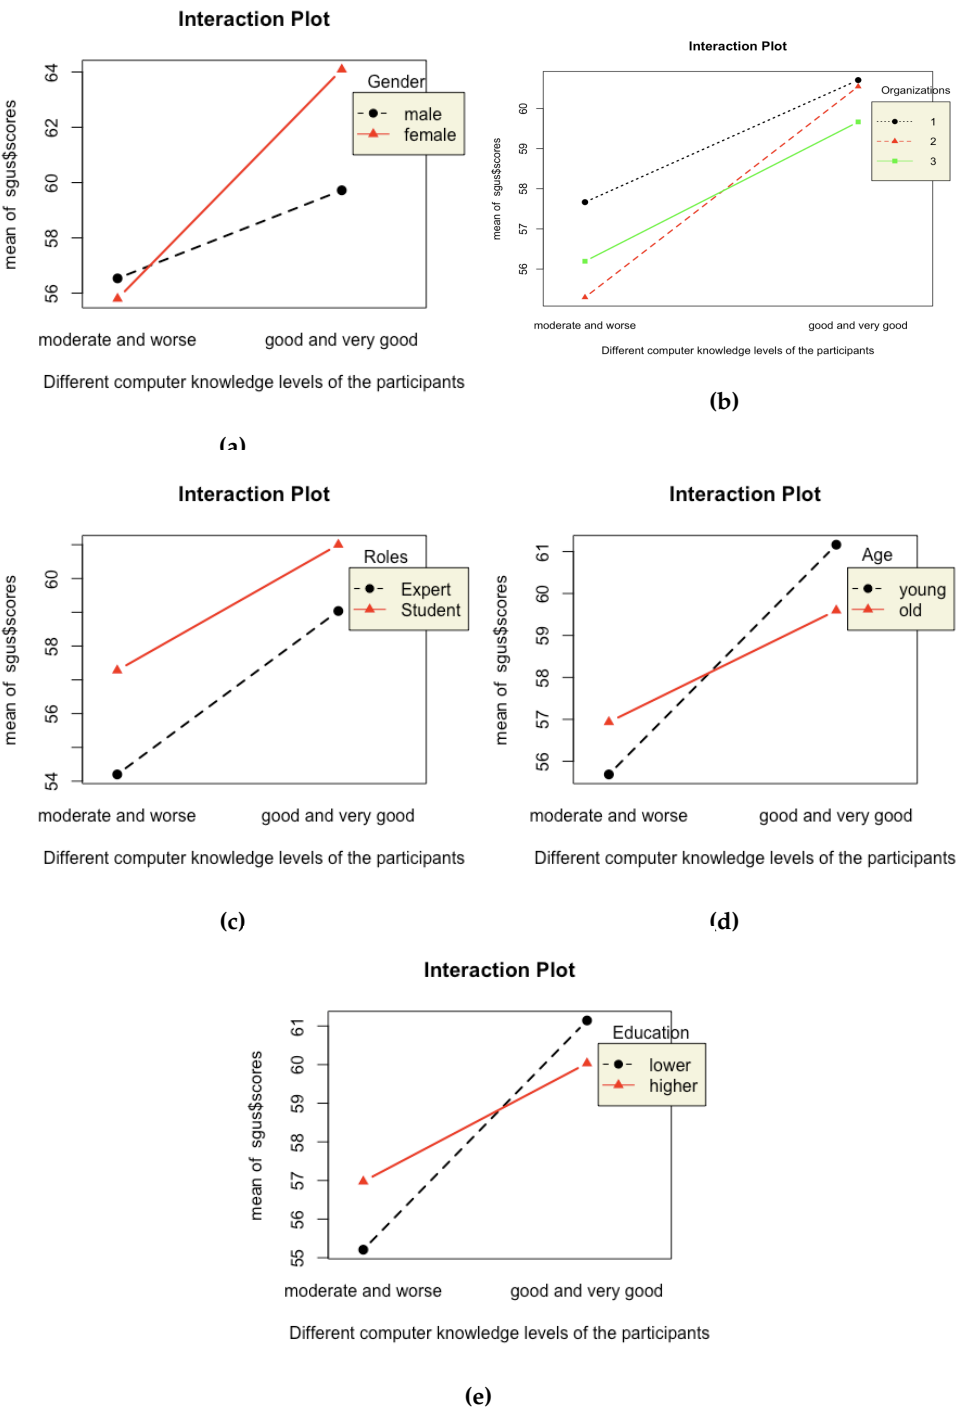 Interaction Plot
mean of sgus$scores
64
62
60
58
56
Gender
male
female
moderate and worse
good and very good
Different computer knowledge levels of the participants
(a)
Interaction Plot
mean of sgus$scores
60
59
58
57
56
Organizations
1
2
3
moderate and worse
good and very good
Different computer knowledge levels of the participants
(b)
Interaction Plot
mean of sgus$scores
60
58
56
54
Roles
Expert
Student
moderate and worse
good and very good
Different computer knowledge levels of the participants
(c)
Interaction Plot
mean of sgus$scores
61
60
59
58
57
56
Age
young
old
moderate and worse
good and very good
Different computer knowledge levels of the participants
(d)
Interaction Plot
mean of sgus$scores
61
60
59
58
57
56
55
Education
lower
higher
moderate and worse
good and very good
Different computer knowledge levels of the participants
(e)